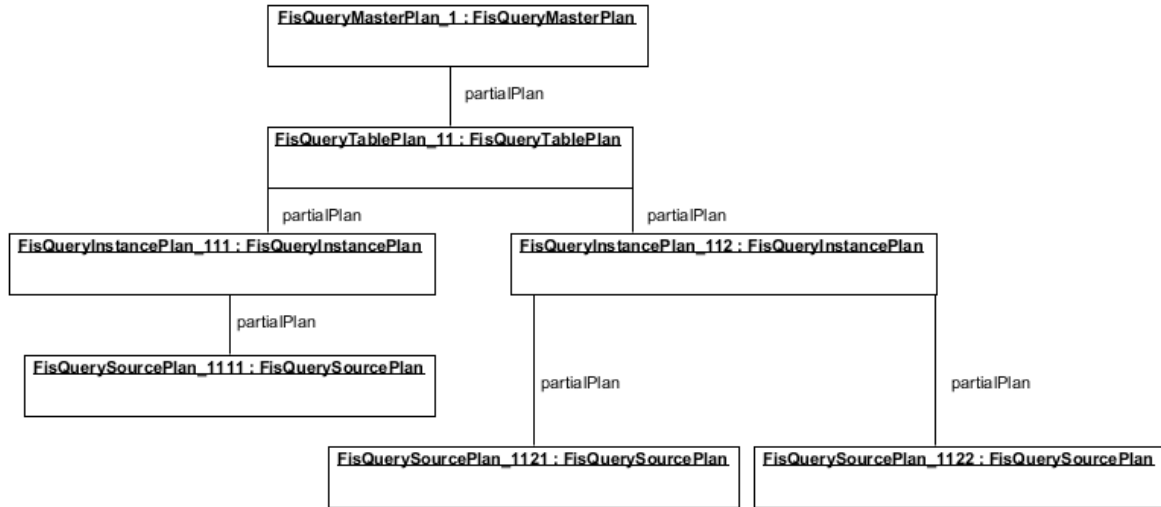 FisQueryMasterPlan_1 : FisQueryMasterPlan
partialPlan
FisQueryTablePlan_11 : FisQueryTablePlan
partialPlan
partialPlan
FisQueryInstancePlan_111 : FisQueryInstancePlan
FisQueryInstancePlan_112 : FisQueryInstancePlan
partialPlan
FisQuerySourcePlan_1111 : FisQuerySourcePlan
partialPlan
partialPlan
FisQuerySourcePlan_1121 : FisQuerySourcePlan
FisQuerySourcePlan_1122 : FisQuerySourcePlan